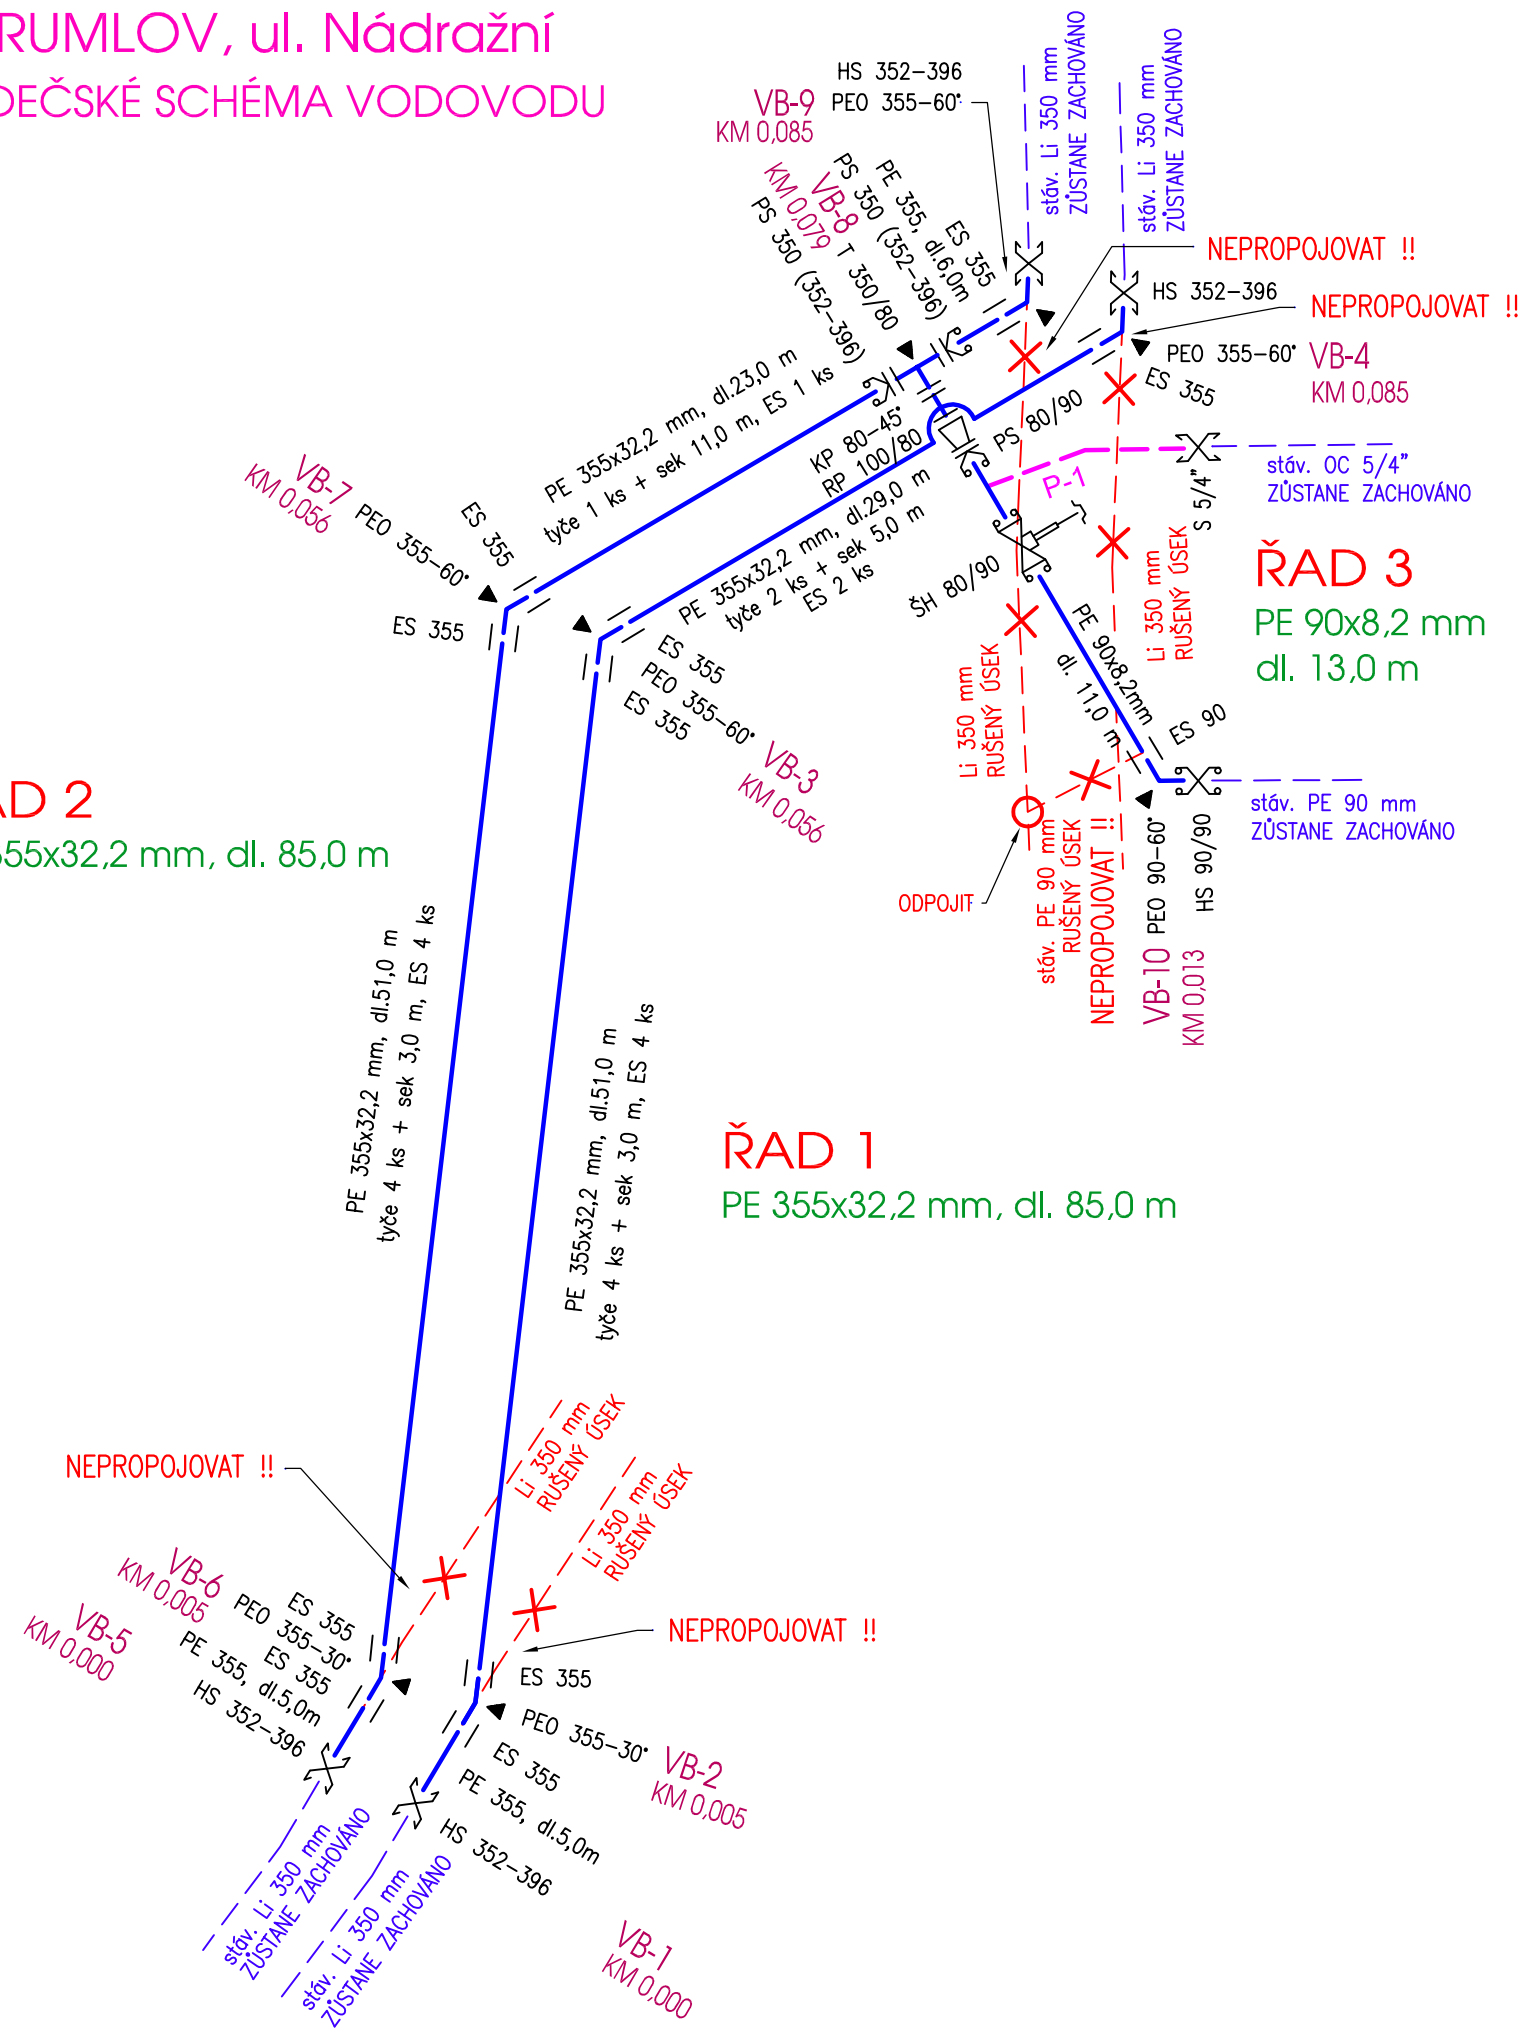 RUMLOV, ul. Nádražní
DEČSKÉ SCHÉMA VODOVODU
HS 352-396
PEO 355-60°
VB-9
KM 0,085
stáv. Li 350 mm
ZŮSTANE ZACHOVÁNO
stáv. Li 350 mm
ZŮSTANE ZACHOVÁNO
ES 355
PE 355, dl.6,0m
PS 350 (352-396)
VB-8
KM 0,079
T 350/80
PS 350 (352-396)
NEPROPOJOVAT !!
HS 352-396
NEPROPOJOVAT !!
PEO 355-60°
VB-4
KM 0,085
ES 355
PE 355x32,2 mm, dl.23,0 m
tyče 1 ks + sek 11,0 m, ES 1 ks
KP 80-45°
RP 100/80
PS 80/90
P-1
S 5/4"
stáv. OC 5/4"
ZŮSTANE ZACHOVÁNO
VB-7
KM 0,056
PEO 355-60°
ES 355
ES 355
PE 355x32,2 mm, dl.29,0 m
tyče 2 ks + sek 5,0 m
ES 2 ks
ŠH 80/90
Li 350 mm
RUŠENÝ ÚSEK
ŘAD 3
PE 90x8,2 mm
dl. 13,0 m
ES 355
PEO 355-60°
ES 355
VB-3
KM 0,056
Li 350 mm
RUŠENÝ ÚSEK
PE 90x8,2mm
dl. 11,0 m
ES 90
stáv. PE 90 mm
ZŮSTANE ZACHOVÁNO
AD 2
355x32,2 mm, dl. 85,0 m
ODPOJIT
stáv. PE 90 mm
RUŠENÝ ÚSEK
NEPROPOJOVAT !!
PEO 90-60°
VB-10
KM 0,013
HS 90/90
PE 355x32,2 mm, dl.51,0 m
tyče 4 ks + sek 3,0 m, ES 4 ks
PE 355x32,2 mm, dl.51,0 m
tyče 4 ks + sek 3,0 m, ES 4 ks
ŘAD 1
PE 355x32,2 mm, dl. 85,0 m
NEPROPOJOVAT !!
Li 350 mm
RUŠENÝ ÚSEK
Li 350 mm
RUŠENÝ ÚSEK
VB-6
KM 0,005
ES 355
PEO 355-30°
ES 355
PE 355, dl.5,0m
HS 352-396
VB-5
KM 0,000
NEPROPOJOVAT !!
ES 355
PEO 355-30°
VB-2
KM 0,005
ES 355
PE 355, dl.5,0m
HS 352-396
stáv. Li 350 mm
ZŮSTANE ZACHOVÁNO
stáv. Li 350 mm
ZŮSTANE ZACHOVÁNO
VB-1
KM 0,000